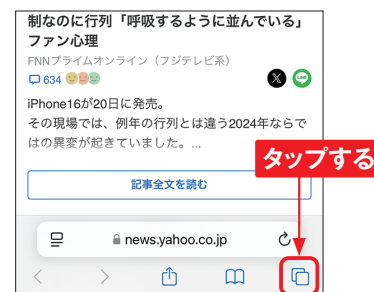 制なのに行列「呼吸するように並んでいる」
ファン心理
FNNプライムオンライン（フジテレビ系）
634
LINE
iPhone16が20日に発売。
その現場では、例年の行列とは違う2024年ならで
はの異変が起きていました。...
タップする
記事全文を読む
news.yahoo.co.jp